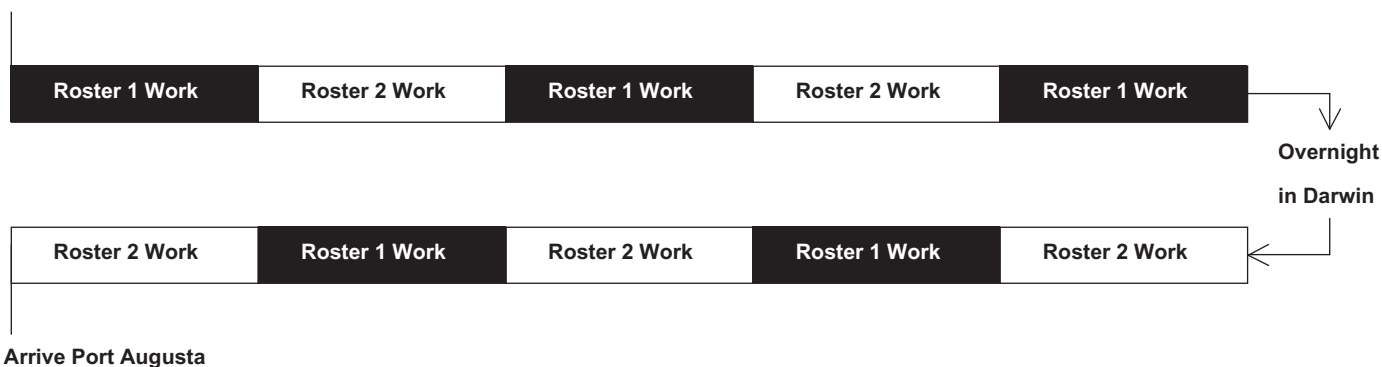 Roster 1 Work Roster 2 Work Roster 1 Work Roster 2 Work Roster 1 Work
Overnight
in Darwin
Roster 2 Work Roster 1 Work Roster 2 Work Roster 1 Work Roster 2 Work
Arrive Port Augusta